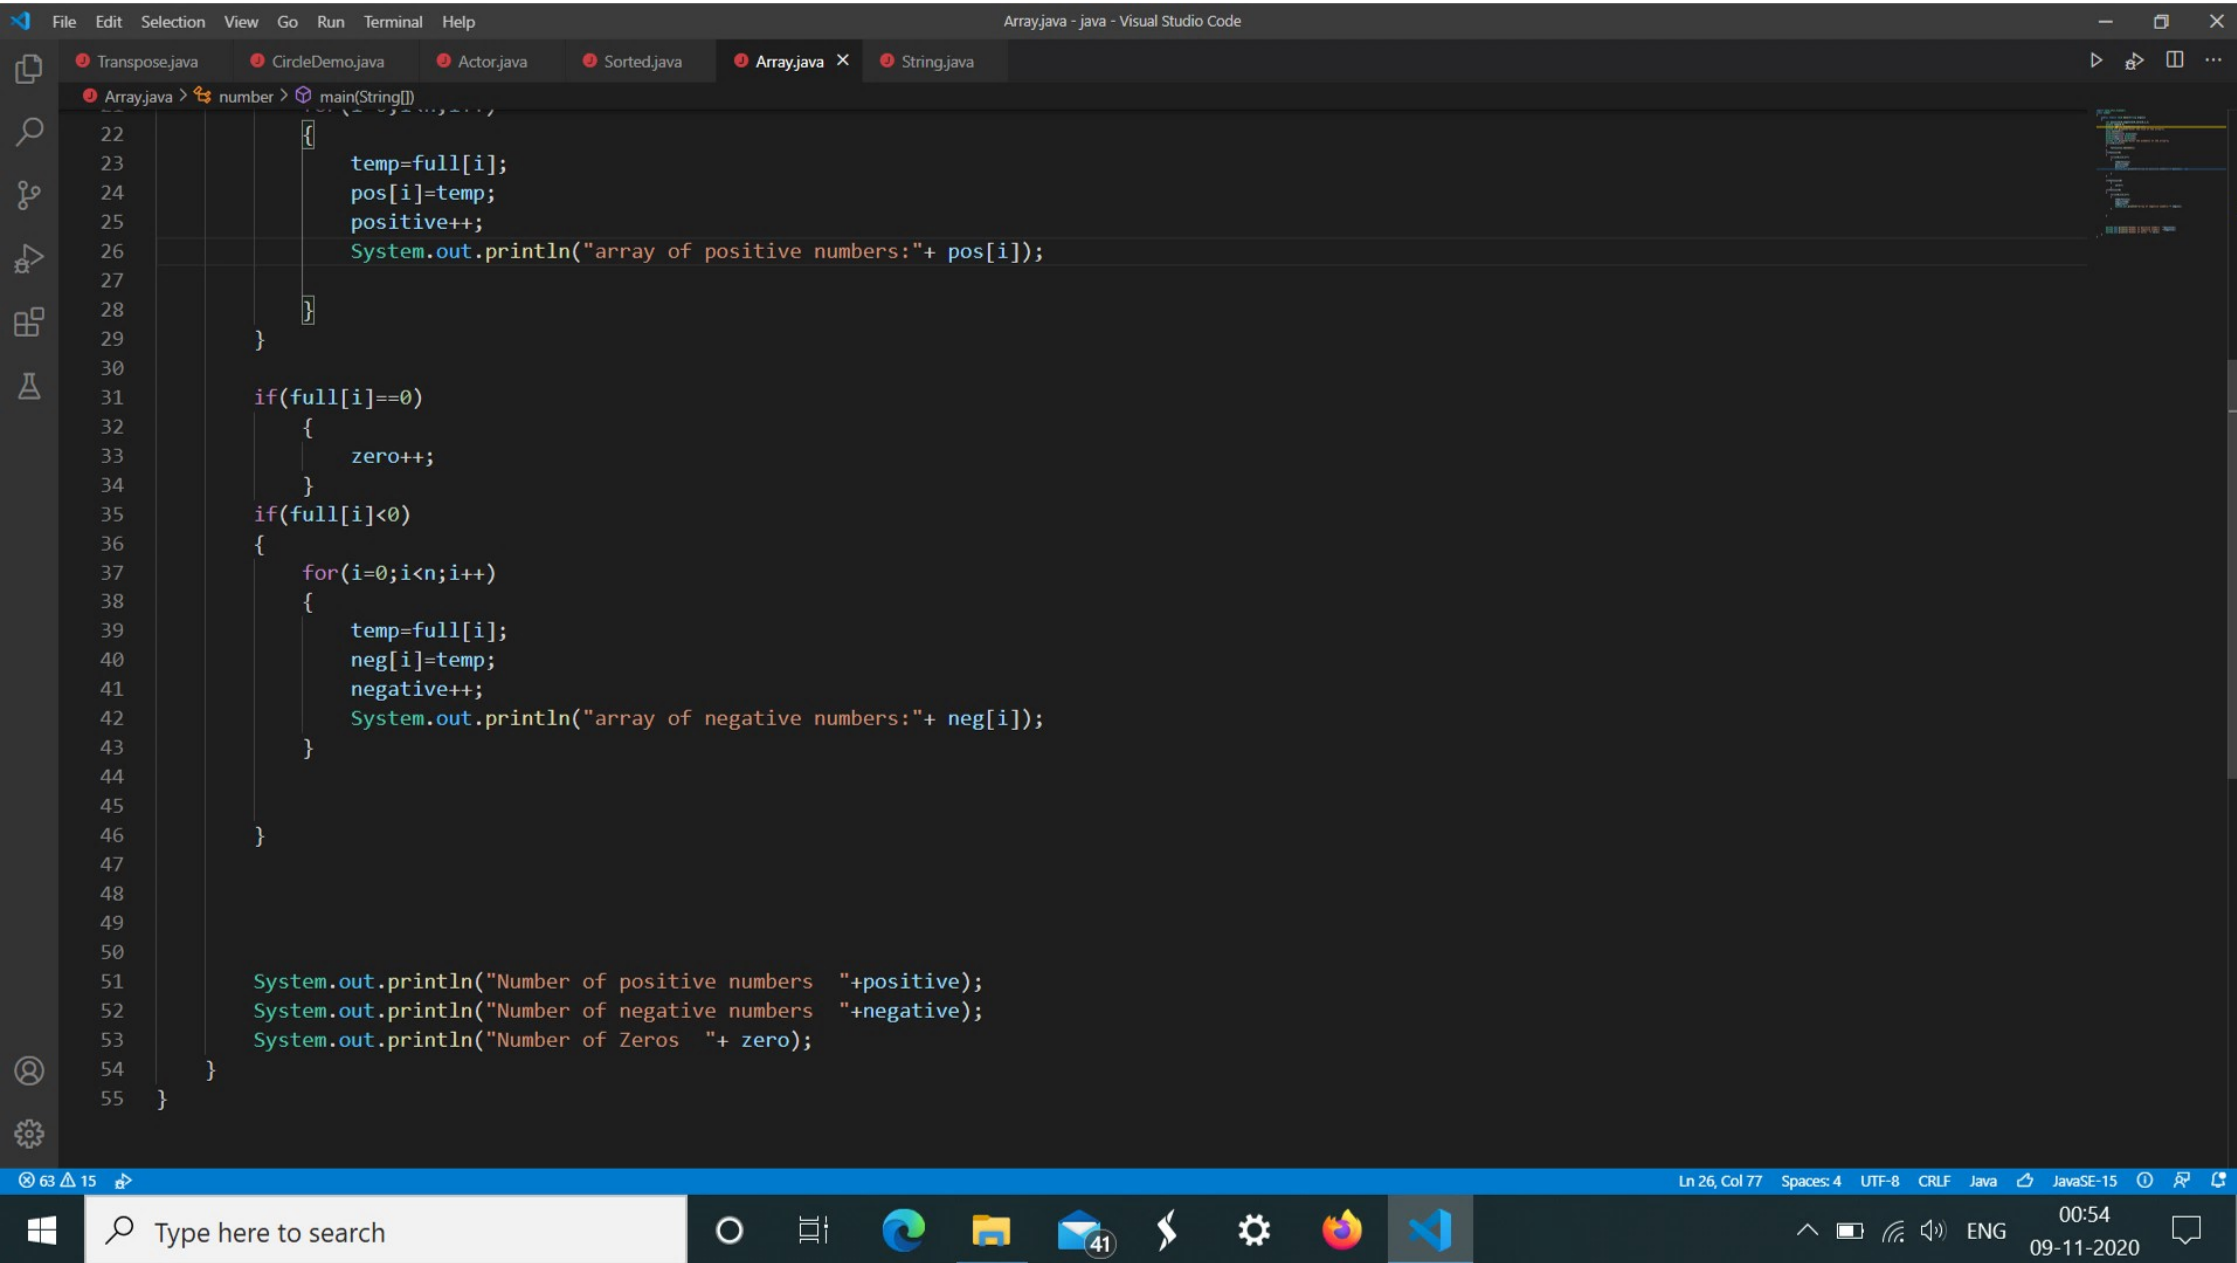 File Edit Selection View Go Run Terminal Help Array.java - java - Visual Studio Code
Transpose.java CircleDemo.java Actor.java Sorted.java Array.java String.java
Array.java > number > main(String[])
22 {
23 temp=full[i];
24 pos[i]=temp;
25 positive++;
26 System.out.println("array of positive numbers:"+ pos[i]);
27
28 }
29 }
30
31 if(full[i]==0)
32 {
33 zero++;
34 }
35 if(full[i]<0)
36 {
37 for(i=0;i<n;i++)
38 {
39 temp=full[i];
40 neg[i]=temp;
41 negative++;
42 System.out.println("array of negative numbers:"+ neg[i]);
43 }
44
45
46 }
47
48
49
50
51 System.out.println("Number of positive numbers  "+positive);
52 System.out.println("Number of negative numbers  "+negative);
53 System.out.println("Number of Zeros  "+ zero);
54 }
55 }
63 15 Ln 26, Col 77 Spaces: 4 UTF-8 CRLF Java JavaSE-15
Type here to search 41 ENG 00:54
09-11-2020